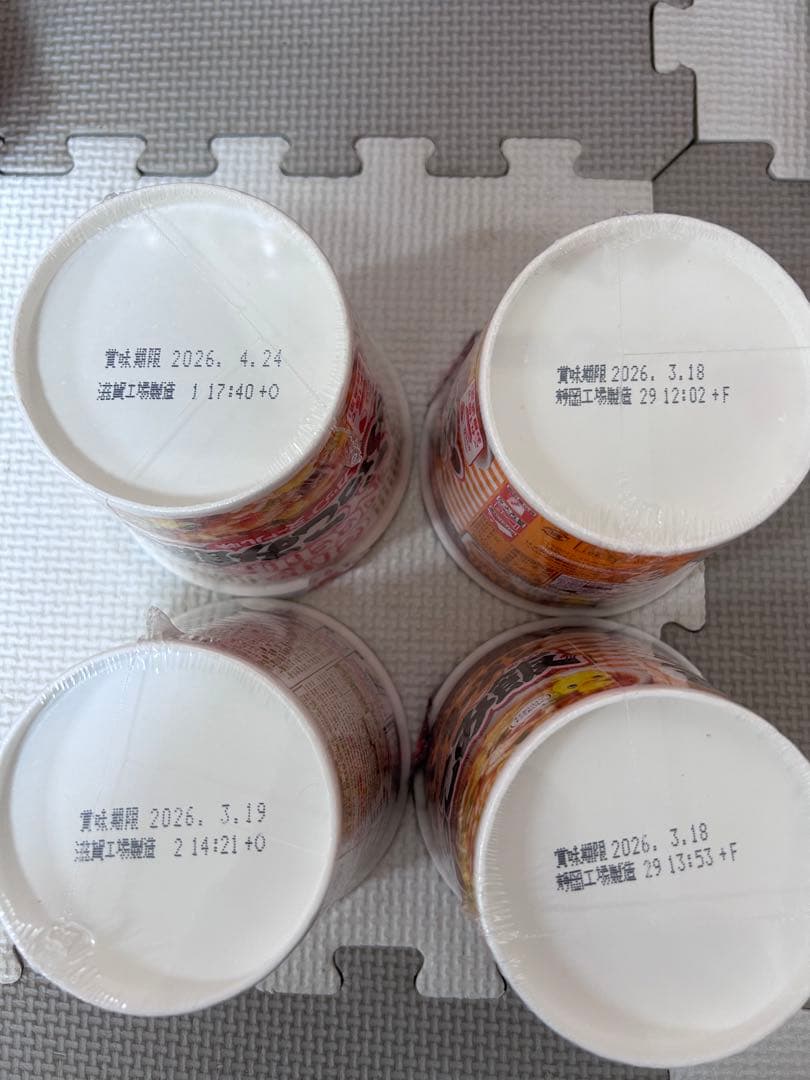 賞味期限 2026. 4.24
滋賀工場製造 1 17:40 +O
賞味期限 2026. 3.18
静岡工場製造 29 12:02 +F
賞味期限 2026. 3.19
滋賀工場製造 2 14:21 +O
賞味期限 2026. 3.18
静岡工場製造 29 13:53 +F